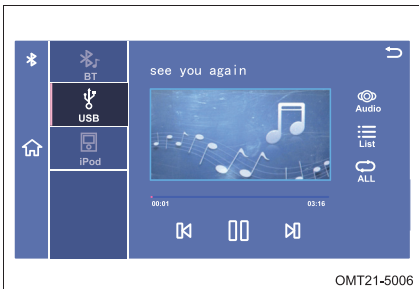 BT
see you again
USB
Audio
iPod
List
ALL
00:01
03:16
OMT21-5006